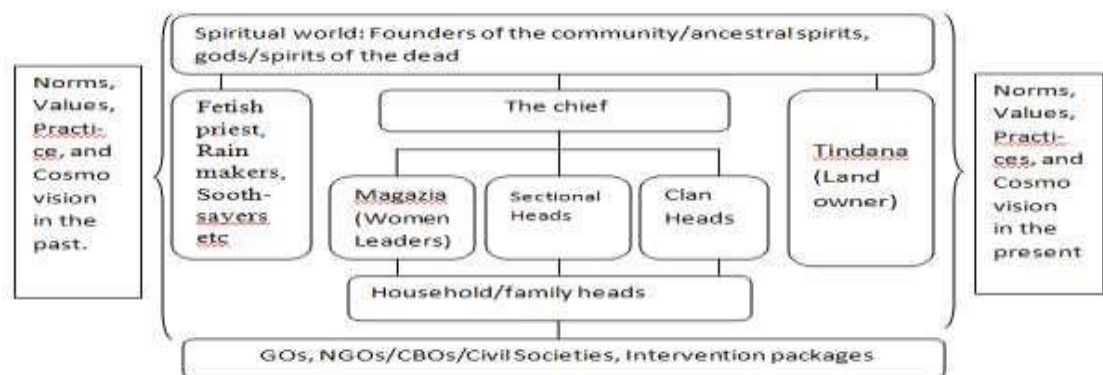 Spiritual world: Founders of the community/ancestral spirits,
gods/spirits of the dead
Norms,
Values,
Practi-
ce, and
Cosmo
vision
in the
past.
Fetish
priest,
Rain
makers,
Sooth-
sayers
etc
The chief
Magazia
(Women
Leaders)
Sectional
Heads
Clan
Heads
Tindana
(Land
owner)
Norms,
Values,
Practi-
ces, and
Cosmo
vision
in the
present
Household/family heads
GOs, NGOs/CBOs/Civil Societies, Intervention packages